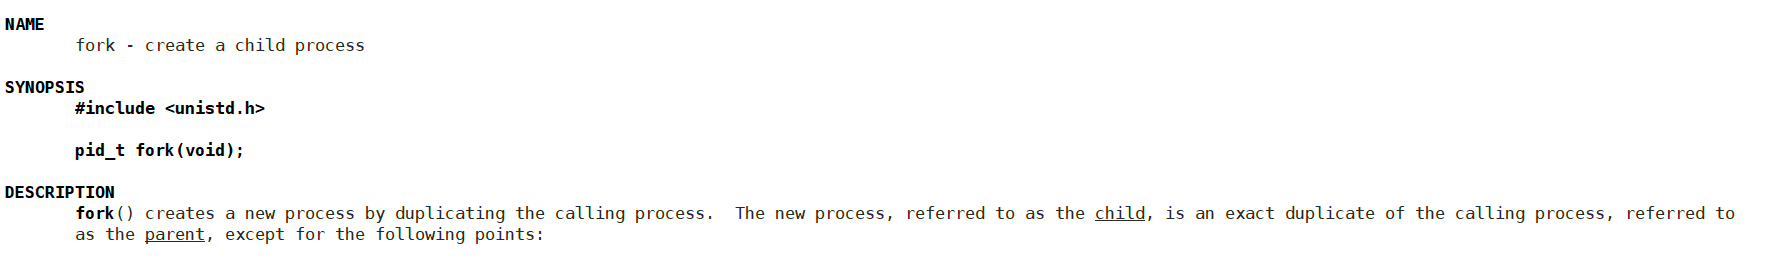 NAME
fork - create a child process
SYNOPSIS
#include <unistd.h>
pid_t fork(void);
DESCRIPTION
fork() creates a new process by duplicating the calling process.  The new process, referred to as the child, is an exact duplicate of the calling process, referred to
as the parent, except for the following points: